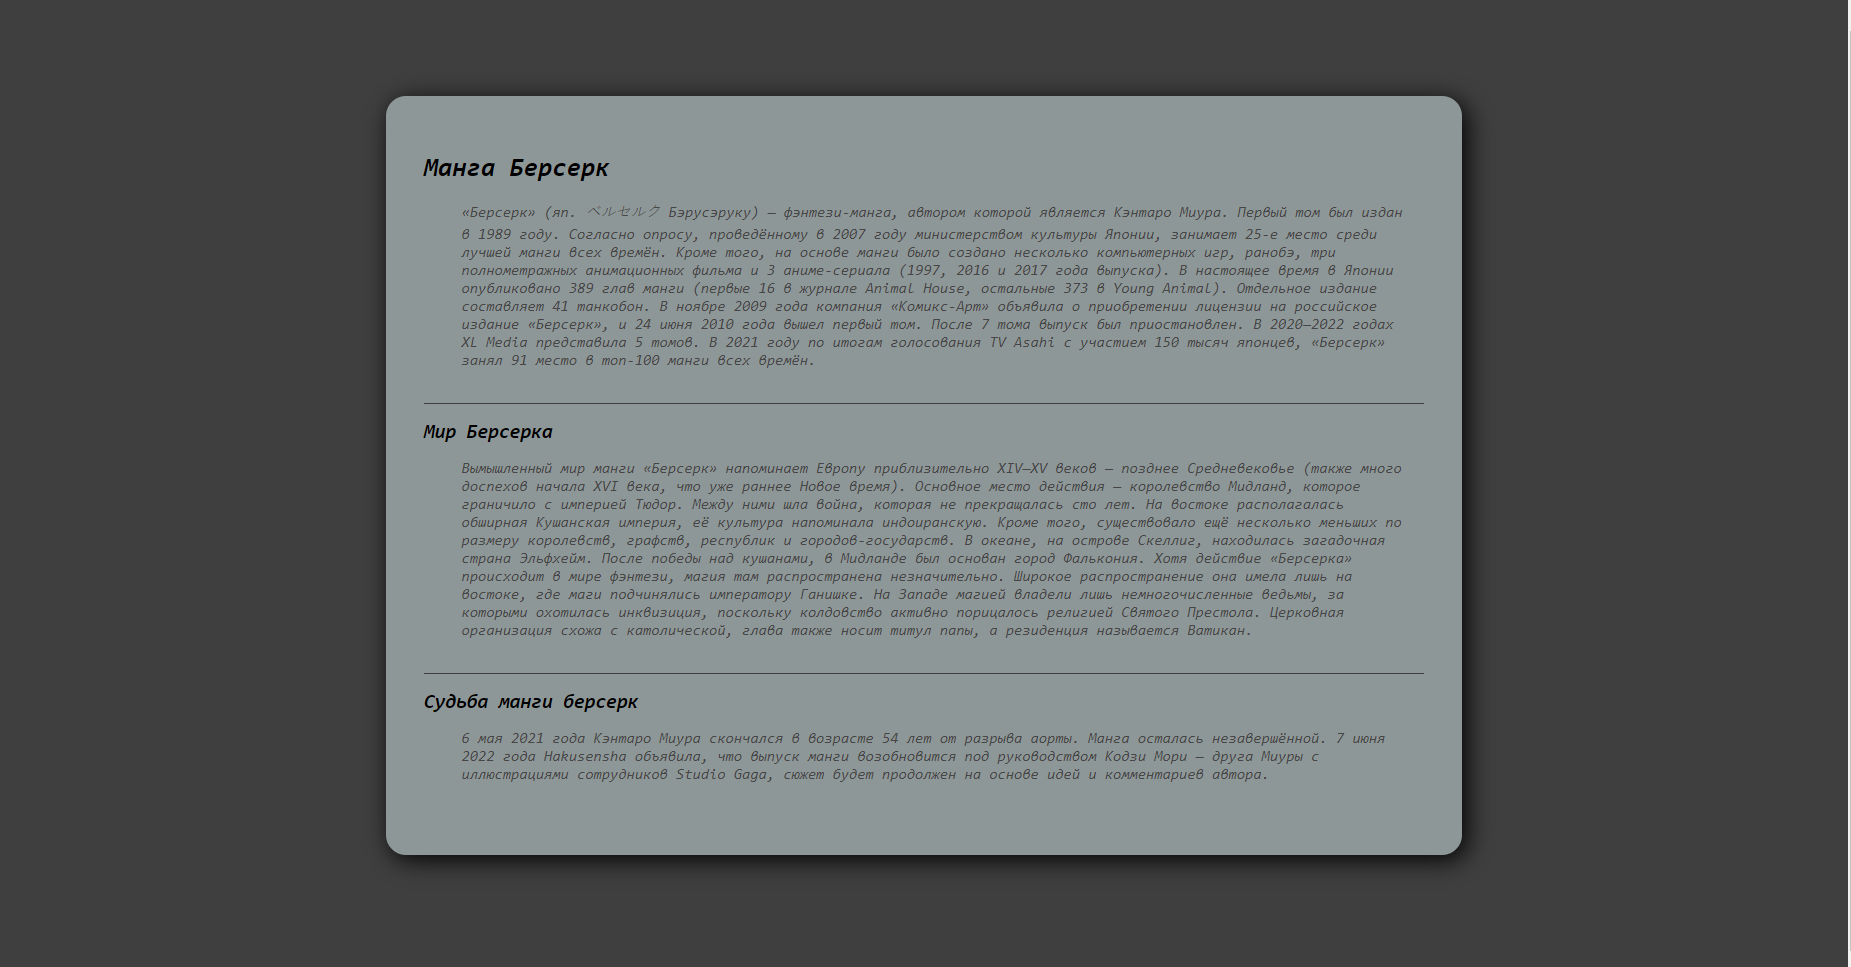 Манга Берсерк
«Берсерк» (яп. ベルセルク Бэрусэруку) — фэнтези-манга, автором которой является Кэнтаро Миура. Первый том был издан
в 1989 году. Согласно опросу, проведённому в 2007 году министерством культуры Японии, занимает 25-е место среди
лучшей манги всех времён. Кроме того, на основе манги было создано несколько компьютерных игр, ранобэ, три
полнометражных анимационных фильма и 3 аниме-сериала (1997, 2016 и 2017 года выпуска). В настоящее время в Японии
опубликовано 389 глав манги (первые 16 в журнале Animal House, остальные 373 в Young Animal). Отдельное издание
составляет 41 танкобон. В ноябре 2009 года компания «Комикс-Арт» объявила о приобретении лицензии на российское
издание «Берсерк», и 24 июня 2010 года вышел первый том. После 7 тома выпуск был приостановлен. В 2020—2022 годах
XL Media представила 5 томов. В 2021 году по итогам голосования TV Asahi с участием 150 тысяч японцев, «Берсерк»
занял 91 место в топ-100 манги всех времён.
Мир Берсерка
Вымышленный мир манги «Берсерк» напоминает Европу приблизительно XIV—XV веков — позднее Средневековье (также много
доспехов начала XVI века, что уже раннее Новое время). Основное место действия — королевство Мидланд, которое
граничило с империей Тюдор. Между ними шла война, которая не прекращалась сто лет. На востоке располагалась
обширная Кушанская империя, её культура напоминала индоиранскую. Кроме того, существовало ещё несколько меньших по
размеру королевств, графств, республик и городов-государств. В океане, на острове Скеллиг, находилась загадочная
страна Эльфхейм. После победы над кушанами, в Мидланде был основан город Фалькония. Хотя действие «Берсерка»
происходит в мире фэнтези, магия там распространена незначительно. Широкое распространение она имела лишь на
востоке, где маги подчинялись императору Ганишке. На Западе магией владели лишь немногочисленные ведьмы, за
которыми охотилась инквизиция, поскольку колдовство активно порицалось религией Святого Престола. Церковная
организация схожа с католической, глава также носит титул папы, а резиденция называется Ватикан.
Судьба манги берсерк
6 мая 2021 года Кэнтаро Миура скончался в возрасте 54 лет от разрыва аорты. Манга осталась незавершённой. 7 июня
2022 года Hakusensha объявила, что выпуск манги возобновится под руководством Кодзи Мори — друга Миуры с
иллюстрациями сотрудников Studio Gaga, сюжет будет продолжен на основе идей и комментариев автора.